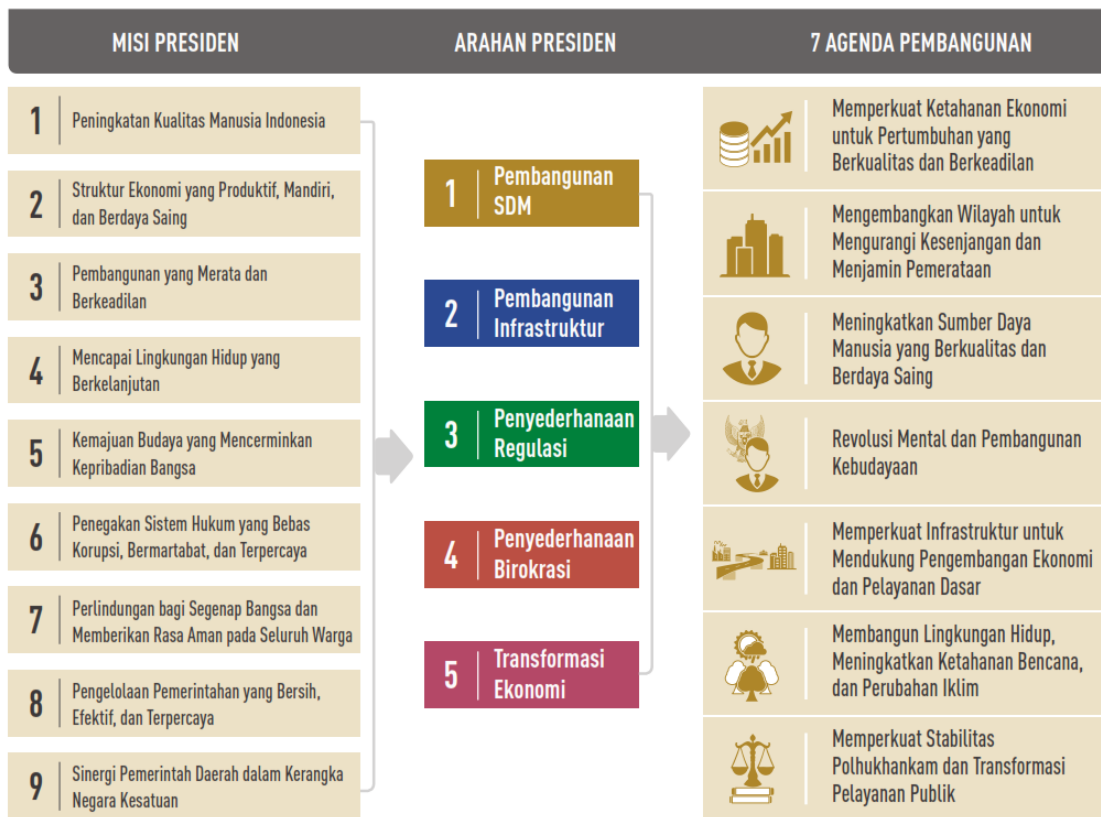 MISI PRESIDEN
ARAHAN PRESIDEN
7 AGENDA PEMBANGUNAN
1
Peningkatan Kualitas Manusia Indonesia
2
Struktur Ekonomi yang Produktif, Mandiri,
dan Berdaya Saing
3
Pembangunan yang Merata dan
Berkeadilan
4
Mencapai Lingkungan Hidup yang
Berkelanjutan
5
Kemajuan Budaya yang Mencerminkan
Kepribadian Bangsa
6
Penegakan Sistem Hukum yang Bebas
Korupsi, Bermartabat, dan Terpercaya
7
Perlindungan bagi Segenap Bangsa dan
Memberikan Rasa Aman pada Seluruh Warga
8
Pengelolaan Pemerintahan yang Bersih,
Efektif, dan Terpercaya
9
Sinergi Pemerintah Daerah dalam Kerangka
Negara Kesatuan
1
Pembangunan
SDM
2
Pembangunan
Infrastruktur
3
Penyederhanaan
Regulasi
4
Penyederhanaan
Birokrasi
5
Transformasi
Ekonomi
Memperkuat Ketahanan Ekonomi
untuk Pertumbuhan yang
Berkualitas dan Berkeadilan
Mengembangkan Wilayah untuk
Mengurangi Kesenjangan dan
Menjamin Pemerataan
Meningkatkan Sumber Daya
Manusia yang Berkualitas dan
Berdaya Saing
Revolusi Mental dan Pembangunan
Kebudayaan
Memperkuat Infrastruktur untuk
Mendukung Pengembangan Ekonomi
dan Pelayanan Dasar
Membangun Lingkungan Hidup,
Meningkatkan Ketahanan Bencana,
dan Perubahan Iklim
Memperkuat Stabilitas
Polhukhankam dan Transformasi
Pelayanan Publik